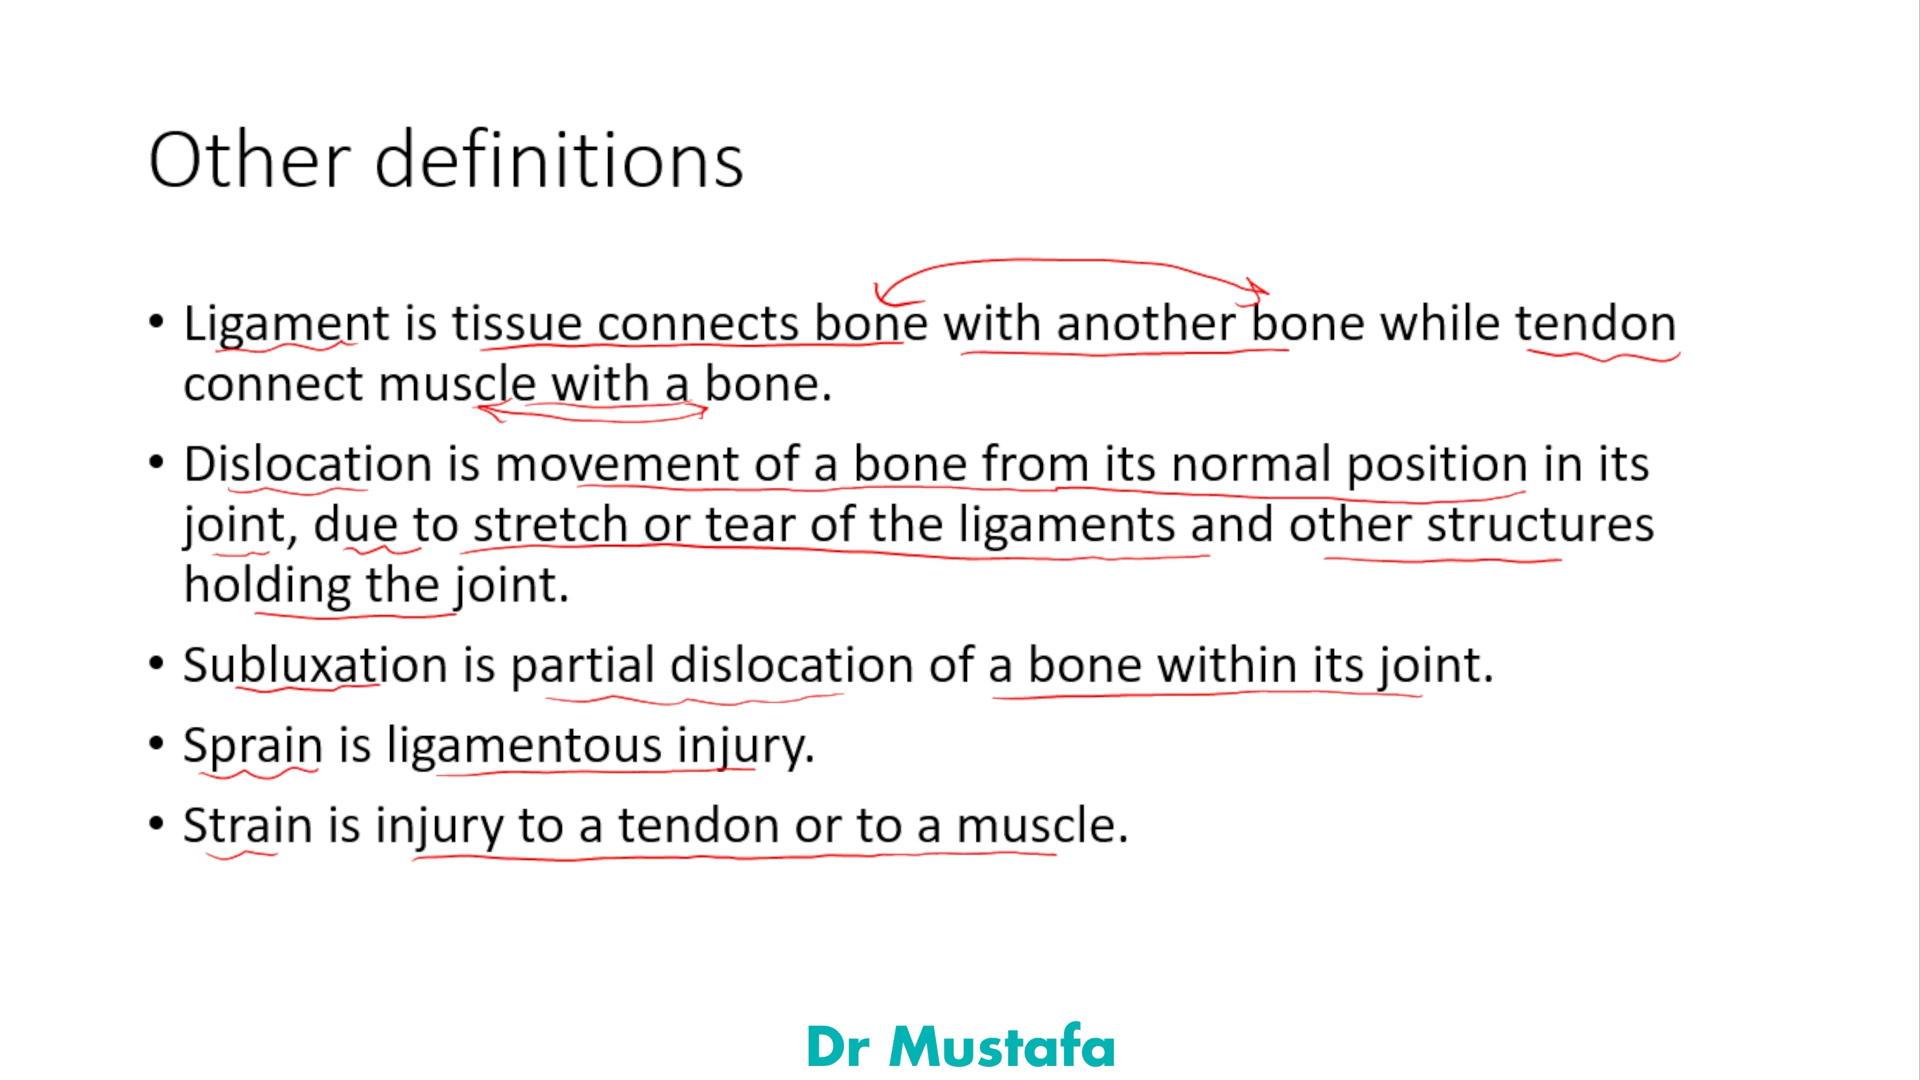 Other definitions
• Ligament is tissue connects bone with another bone while tendon
connect muscle with a bone.
• Dislocation is movement of a bone from its normal position in its
joint, due to stretch or tear of the ligaments and other structures
holding the joint.
• Subluxation is partial dislocation of a bone within its joint.
• Sprain is ligamentous injury.
• Strain is injury to a tendon or to a muscle.
Dr Mustafa